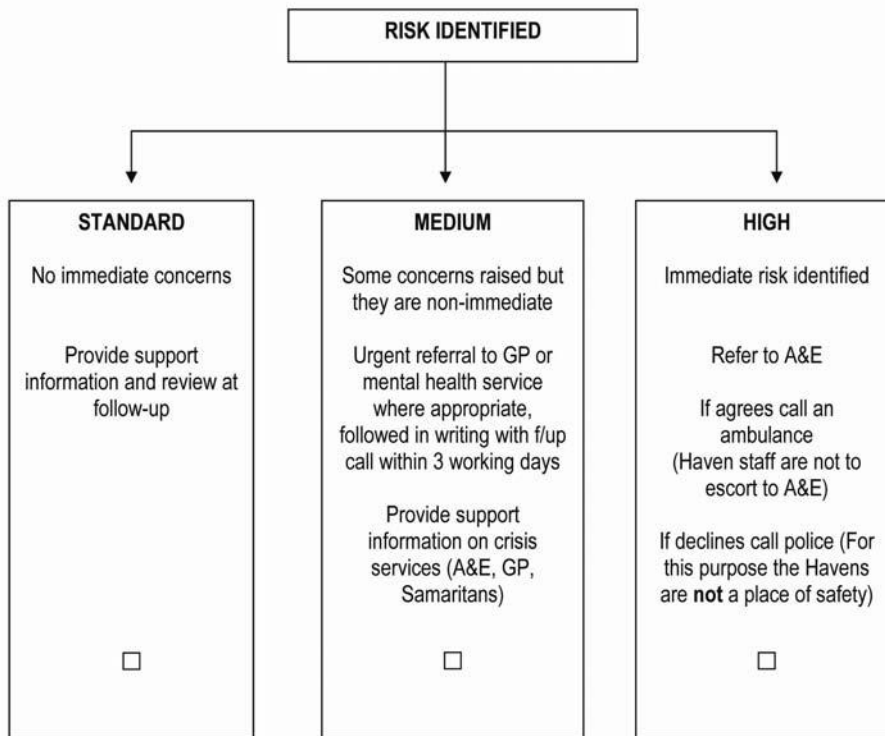 RISK IDENTIFIED
STANDARD
No immediate concerns
Provide support
information and review at
follow-up
MEDIUM
Some concerns raised but
they are non-immediate
Urgent referral to GP or
mental health service
where appropriate,
followed in writing with f/up
call within 3 working days
Provide support
information on crisis
services (A&E, GP,
Samaritans)
HIGH
Immediate risk identified
Refer to A&E
If agrees call an
ambulance
(Haven staff are not to
escort to A&E)
If declines call police (For
this purpose the Havens
are not a place of safety)